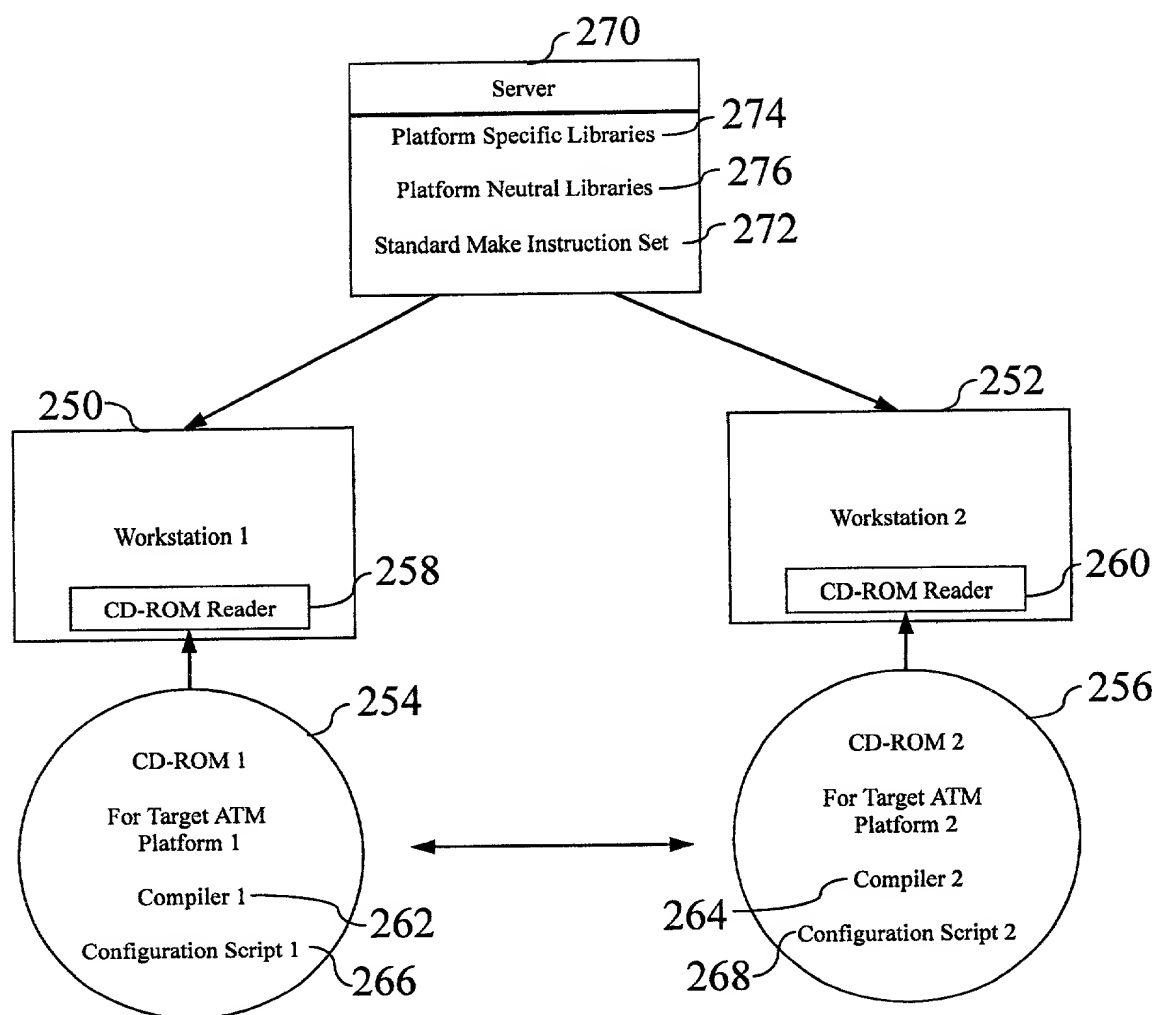 270
Server
Platform Specific Libraries 274
Platform Neutral Libraries 276
Standard Make Instruction Set 272
250
252
Workstation 1
Workstation 2
258
260
CD-ROM Reader
CD-ROM Reader
254
256
CD-ROM 1
For Target ATM
Platform 1
Compiler 1
262
Configuration Script 1
266
CD-ROM 2
For Target ATM
Platform 2
Compiler 2
264
Configuration Script 2
268